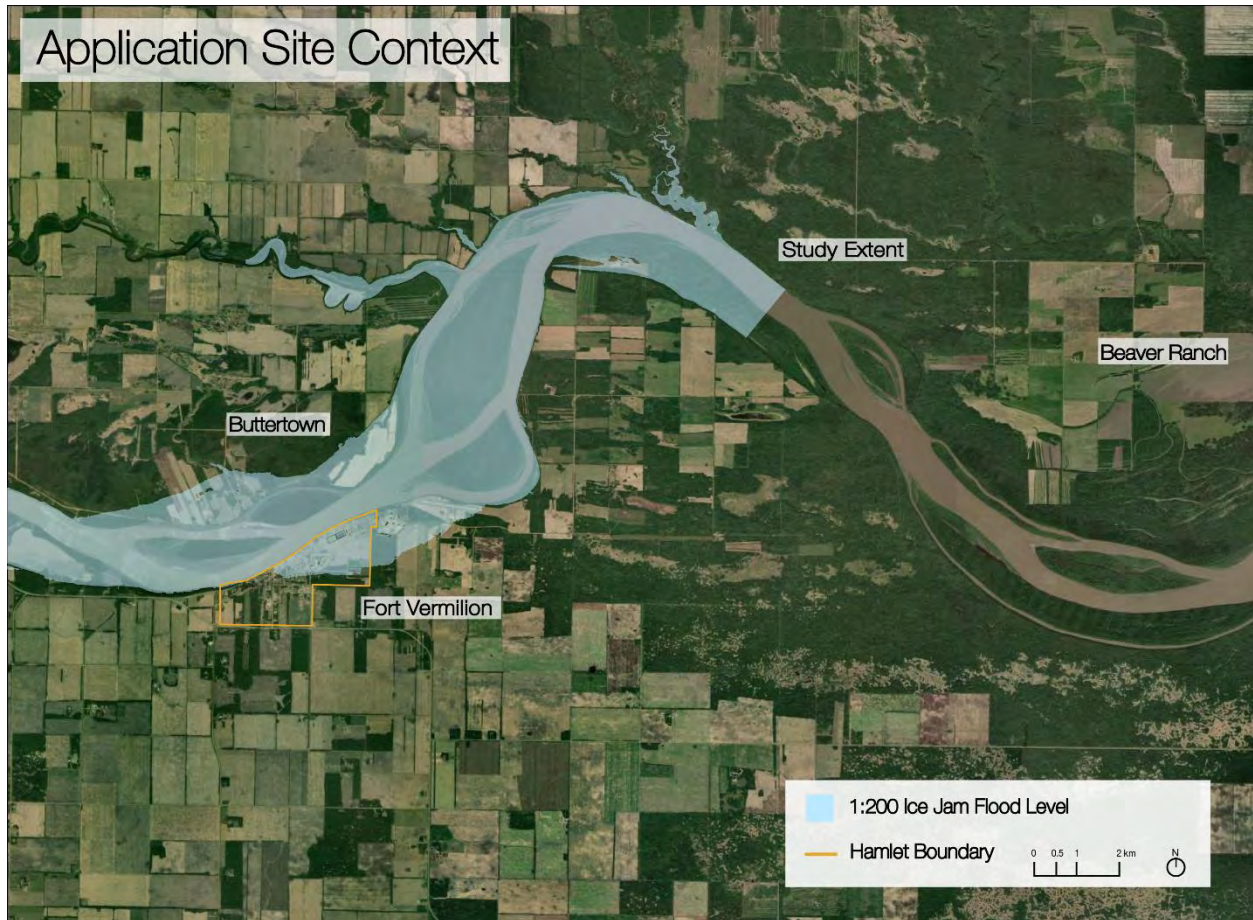 Application Site Context
Study Extent
Beaver Ranch
Buttertown
Fort Vermilion
1:200 Ice Jam Flood Level
Hamlet Boundary
0 0.5 1 2 km
N